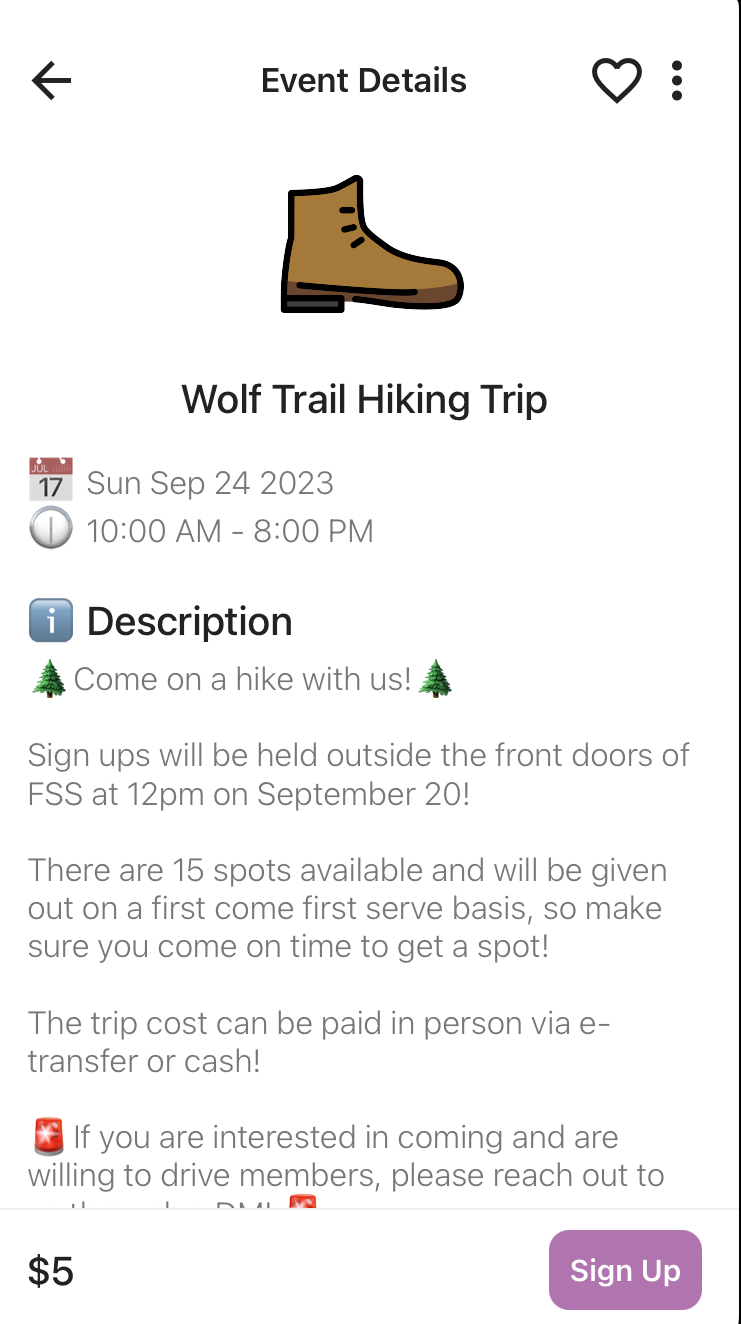 Event Details
Wolf Trail Hiking Trip
JUL
17
Sun Sep 24 2023
10:00 AM - 8:00 PM
Description
🌲Come on a hike with us!🌲
Sign ups will be held outside the front doors of
FSS at 12pm on September 20!
There are 15 spots available and will be given
out on a first come first serve basis, so make
sure you come on time to get a spot!
The trip cost can be paid in person via e-
transfer or cash!
🚨If you are interested in coming and are
willing to drive members, please reach out to
$5
Sign Up